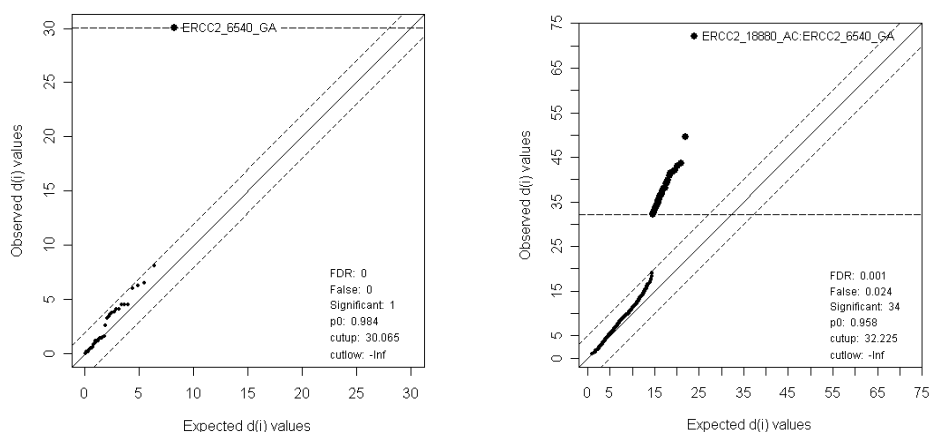 ERCC2_6540_GA
30
25
20
15
10
5
0
Observed d(i) values
FDR: 0
False: 0
Significant: 1
p0: 0.984
cutup: 30.065
cutlow: -Inf
0 5 10 15 20 25 30
Expected d(i) values
ERCC2_18880_AC:ERCC2_6540_GA
75
65
55
45
35
25
15
5
0
Observed d(i) values
FDR: 0.001
False: 0.024
Significant: 34
p0: 0.958
cutup: 32.225
cutlow: -Inf
0 5 15 25 35 45 55 65 75
Expected d(i) values